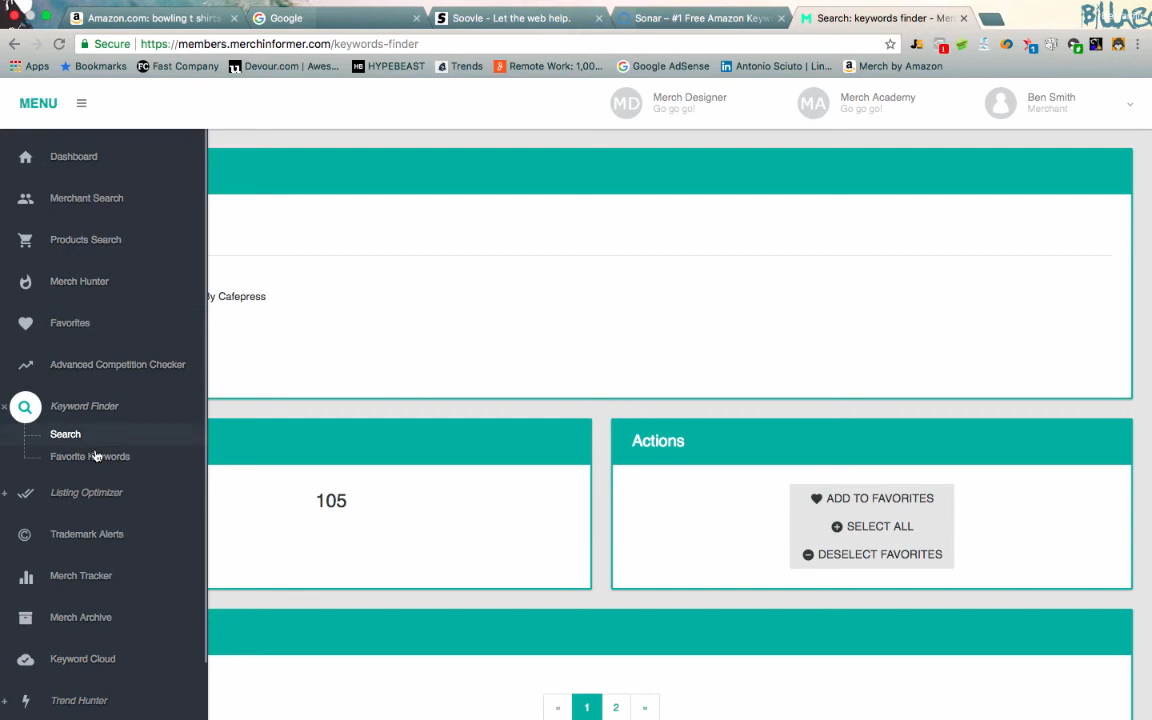 Amazon.com: bowling t shirts
Google
Soovle - Let the web help.
Sonar – #1 Free Amazon Keyw
Search: keywords finder - Mer
Secure
https://members.merchinformer.com/keywords-finder
Apps
Bookmarks
Fast Company
Devour.com | Awes...
HYPEBEAST
Trends
Remote Work: 1,00...
Google AdSense
Antonio Sciuto | Lin...
Merch by Amazon
MENU
MD
Merch Designer
Go go go!
MA
Merch Academy
Go go go!
Ben Smith
Merchant
Dashboard
Merchant Search
Products Search
Merch Hunter
Favorites
Advanced Competition Checker
Keyword Finder
Search
Favorite Keywords
Listing Optimizer
Trademark Alerts
Merch Tracker
Merch Archive
Keyword Cloud
Trend Hunter
By Cafepress
105
Actions
ADD TO FAVORITES
SELECT ALL
DESELECT FAVORITES
« 1 2 »